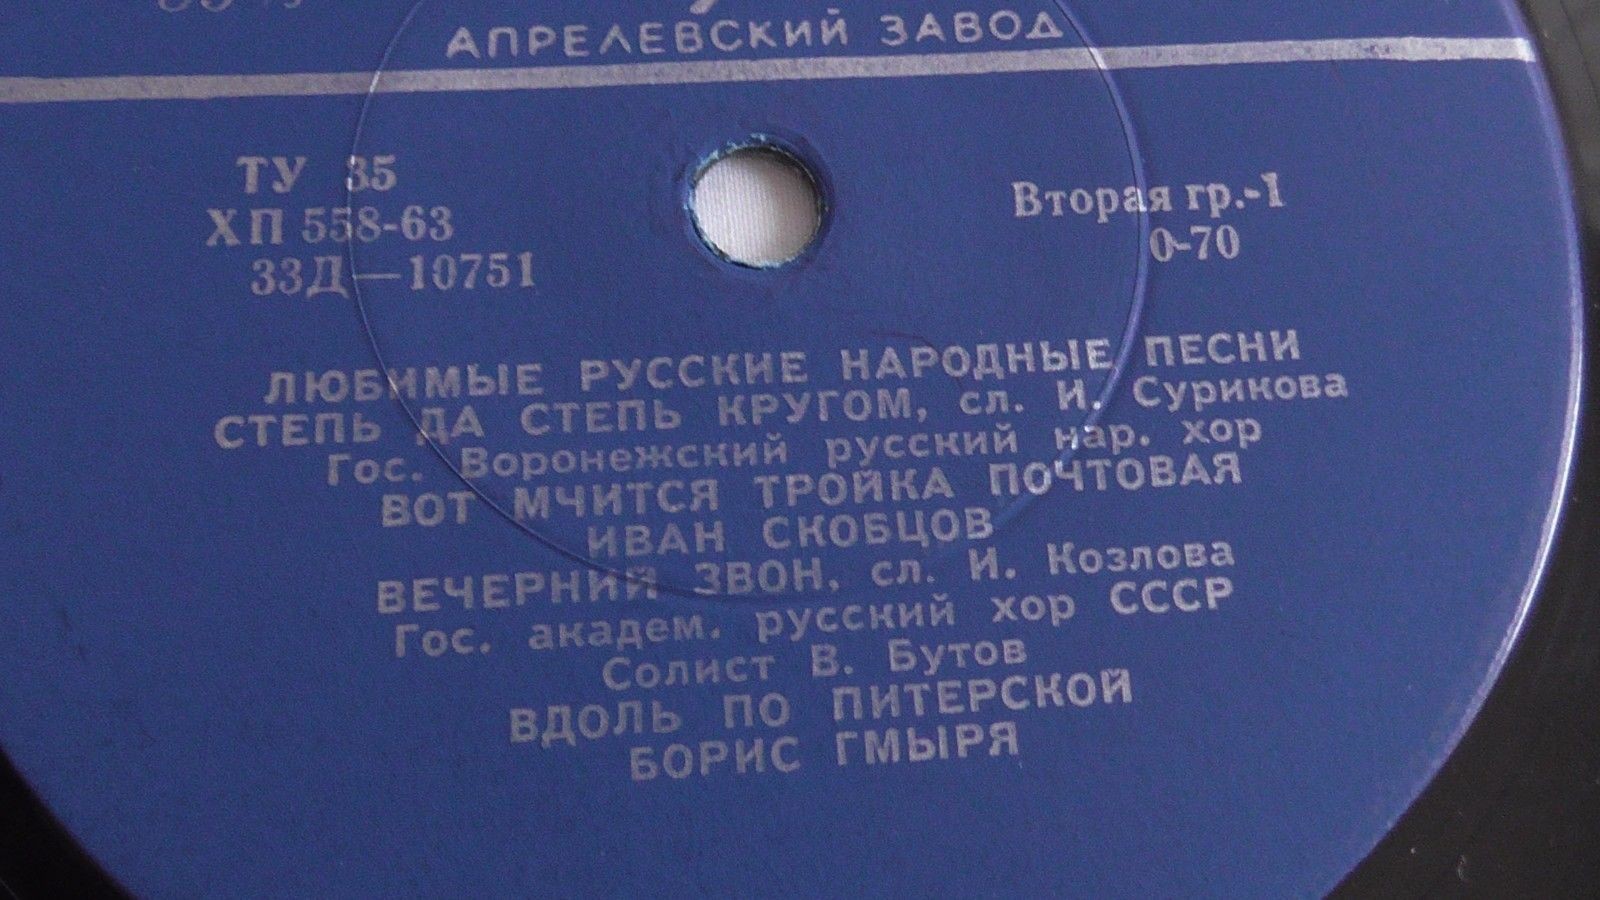 АПРЕЛЕВСКИЙ ЗАВОД
ТУ 35
ХП 558-63
33Д—10751
Вторая гр.-1
0-70
ЛЮБИМЫЕ РУССКИЕ НАРОДНЫЕ ПЕСНИ
СТЕПЬ ДА СТЕПЬ КРУГОМ, сл. И. Сурикова
Гос. Воронежский русский нар. хор
ВОТ МЧИТСЯ ТРОЙКА ПОЧТОВАЯ
ИВАН СКОБЦОВ
ВЕЧЕРНИЙ ЗВОН, сл. И. Козлова
Гос. академ. русский хор СССР
Солист В. Бутов
ВДОЛЬ ПО ПИТЕРСКОЙ
БОРИС ГМЫРЯ